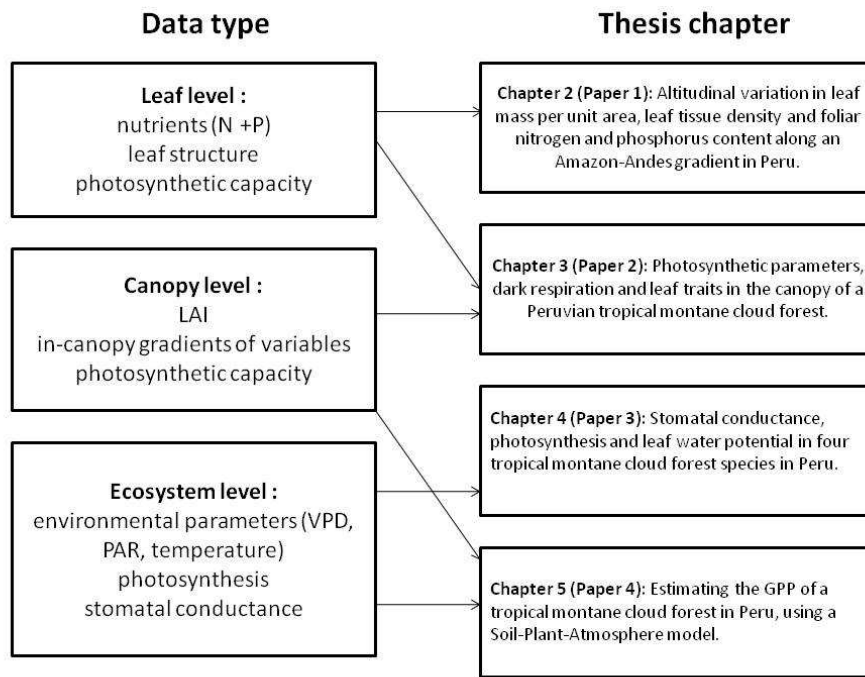 Data type
Thesis chapter
Leaf level :
nutrients (N +P)
leaf structure
photosynthetic capacity
Canopy level :
LAI
in-canopy gradients of variables
photosynthetic capacity
Ecosystem level :
environmental parameters (VPD,
PAR, temperature)
photosynthesis
stomatal conductance
Chapter 2 (Paper 1): Altitudinal variation in leaf
mass per unit area, leaf tissue density and foliar
nitrogen and phosphorus content along an
Amazon-Andes gradient in Peru.
Chapter 3 (Paper 2): Photosynthetic parameters,
dark respiration and leaf traits in the canopy of a
Peruvian tropical montane cloud forest.
Chapter 4 (Paper 3): Stomatal conductance,
photosynthesis and leaf water potential in four
tropical montane cloud forest species in Peru.
Chapter 5 (Paper 4): Estimating the GPP of a
tropical montane cloud forest in Peru, using a
Soil-Plant-Atmosphere model.